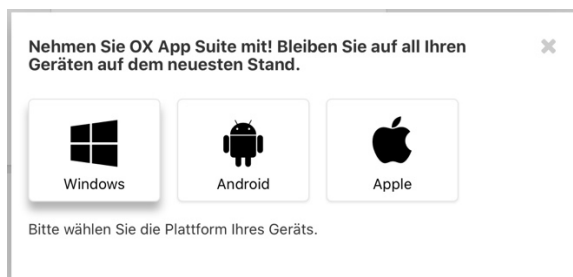 Nehmen Sie OX App Suite mit! Bleiben Sie auf all Ihren
Geräten auf dem neuesten Stand.
Windows
Android
Apple
Bitte wählen Sie die Plattform Ihres Geräts.